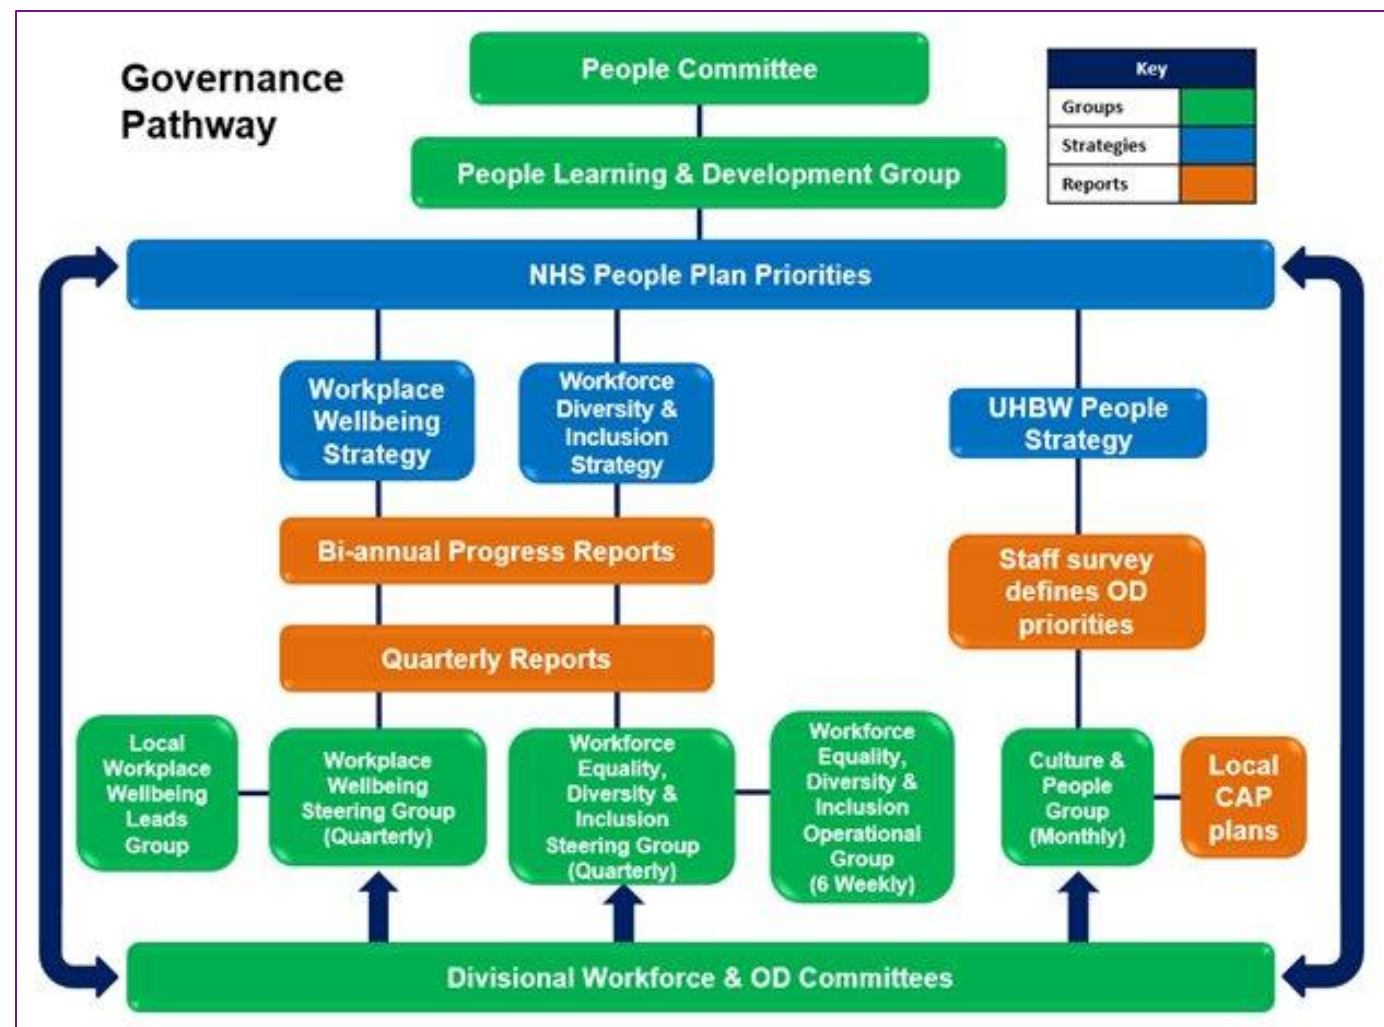 Governance
Pathway
People Committee
Key
Groups
Strategies
Reports
People Learning & Development Group
NHS People Plan Priorities
Workplace
Wellbeing
Strategy
Workforce
Diversity &
Inclusion
Strategy
UHBW People
Strategy
Bi-annual Progress Reports
Staff survey
defines OD
priorities
Quarterly Reports
Local
Workplace
Wellbeing
Leads
Group
Workplace
Wellbeing
Steering Group
(Quarterly)
Workforce
Equality,
Diversity &
Inclusion
Steering Group
(Quarterly)
Workforce
Equality,
Diversity &
Inclusion
Operational
Group
(6 Weekly)
Culture &
People
Group
(Monthly)
Local
CAP
plans
Divisional Workforce & OD Committees